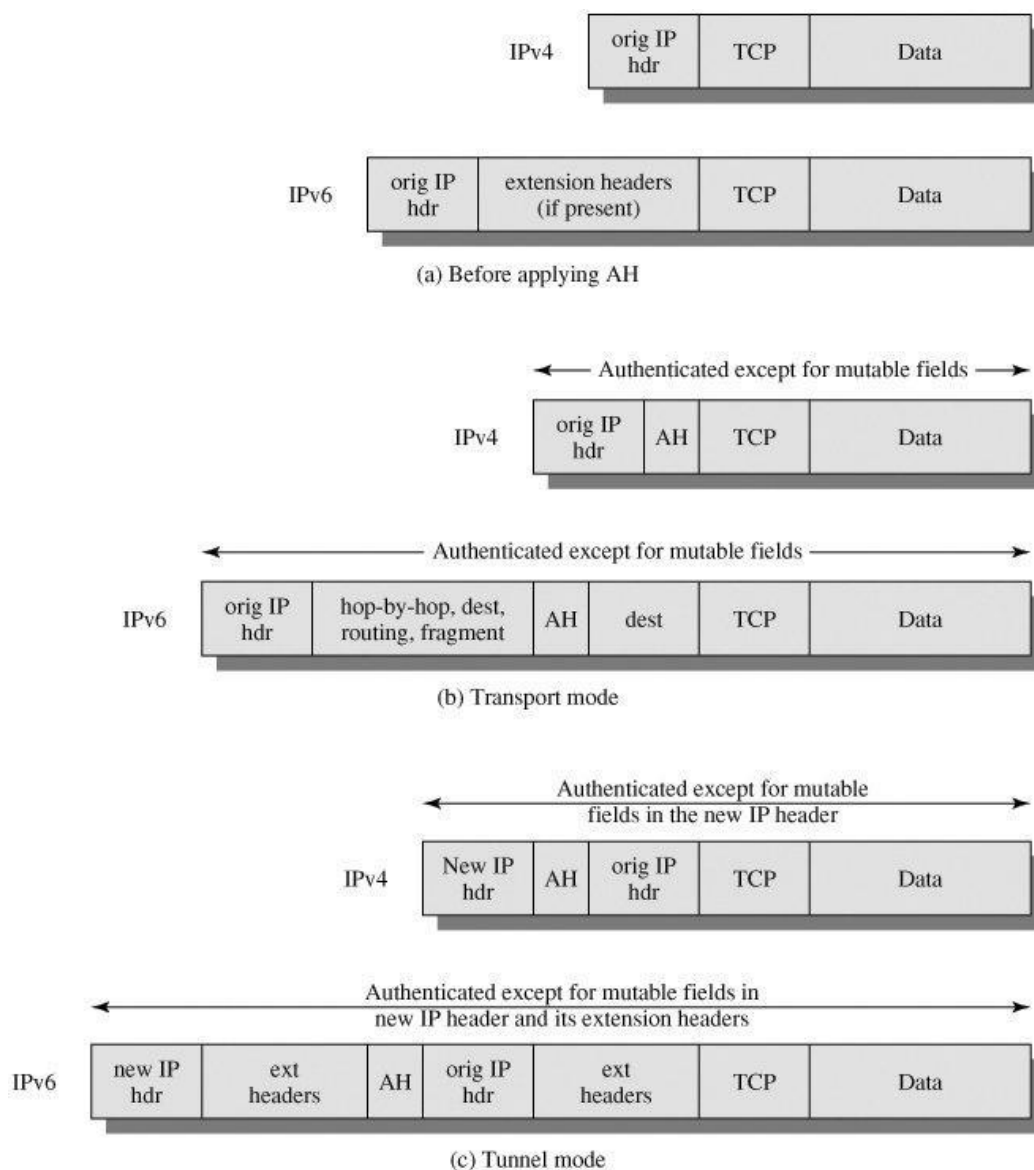 IPv4
orig IP
hdr
TCP
Data
IPv6
orig IP
hdr
extension headers
(if present)
TCP
Data
(a) Before applying AH
Authenticated except for mutable fields
IPv4
orig IP
hdr
AH
TCP
Data
Authenticated except for mutable fields
IPv6
orig IP
hdr
hop-by-hop, dest,
routing, fragment
AH
dest
TCP
Data
(b) Transport mode
Authenticated except for mutable
fields in the new IP header
IPv4
New IP
hdr
AH
orig IP
hdr
TCP
Data
Authenticated except for mutable fields in
new IP header and its extension headers
IPv6
new IP
hdr
ext
headers
AH
orig IP
hdr
ext
headers
TCP
Data
(c) Tunnel mode